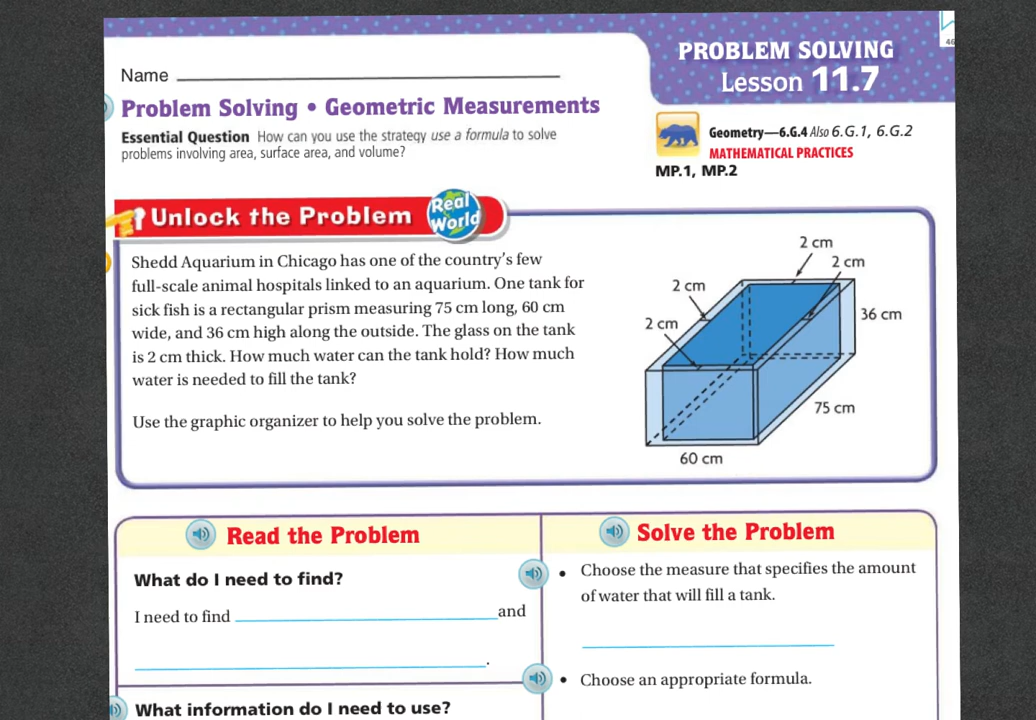 PROBLEM SOLVING
Lesson 11.7
Name
Problem Solving • Geometric Measurements
Essential Question How can you use the strategy use a formula to solve
problems involving area, surface area, and volume?
Geometry—6.G.4 Also 6.G.1, 6.G.2
MATHEMATICAL PRACTICES
MP.1, MP.2
Unlock the Problem
Real
World
Shedd Aquarium in Chicago has one of the country's few
full-scale animal hospitals linked to an aquarium. One tank for
sick fish is a rectangular prism measuring 75 cm long, 60 cm
wide, and 36 cm high along the outside. The glass on the tank
is 2 cm thick. How much water can the tank hold? How much
water is needed to fill the tank?
Use the graphic organizer to help you solve the problem.
2 cm
2 cm
2 cm
2 cm
36 cm
75 cm
60 cm
Read the Problem
What do I need to find?
I need to find and
.
What information do I need to use?
Solve the Problem
• Choose the measure that specifies the amount
of water that will fill a tank.
• Choose an appropriate formula.